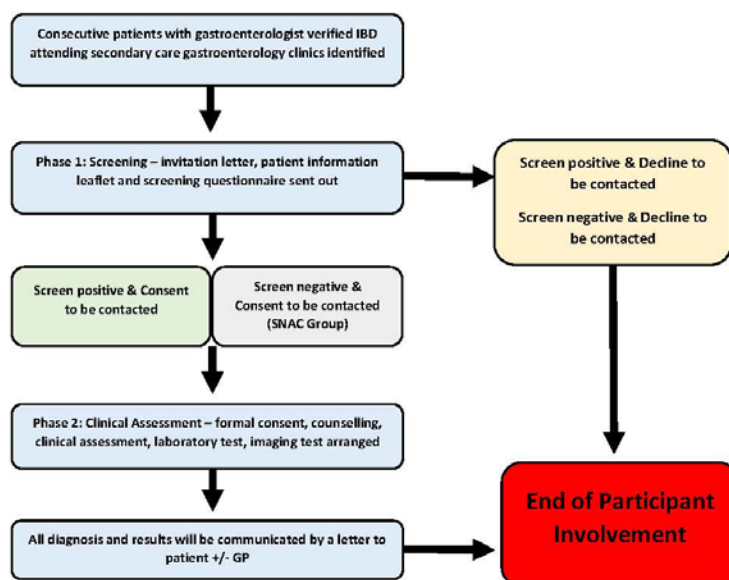 Consecutive patients with gastroenterologist verified IBD
attending secondary care gastroenterology clinics identified
Phase 1: Screening – invitation letter, patient information
leaflet and screening questionnaire sent out
Screen positive & Decline to
be contacted
Screen negative & Decline to
be contacted
Screen positive & Consent
to be contacted
Screen negative &
Consent to be contacted
(SNAC Group)
Phase 2: Clinical Assessment – formal consent, counselling,
clinical assessment, laboratory test, imaging test arranged
All diagnosis and results will be communicated by a letter to
patient +/- GP
End of Participant
Involvement